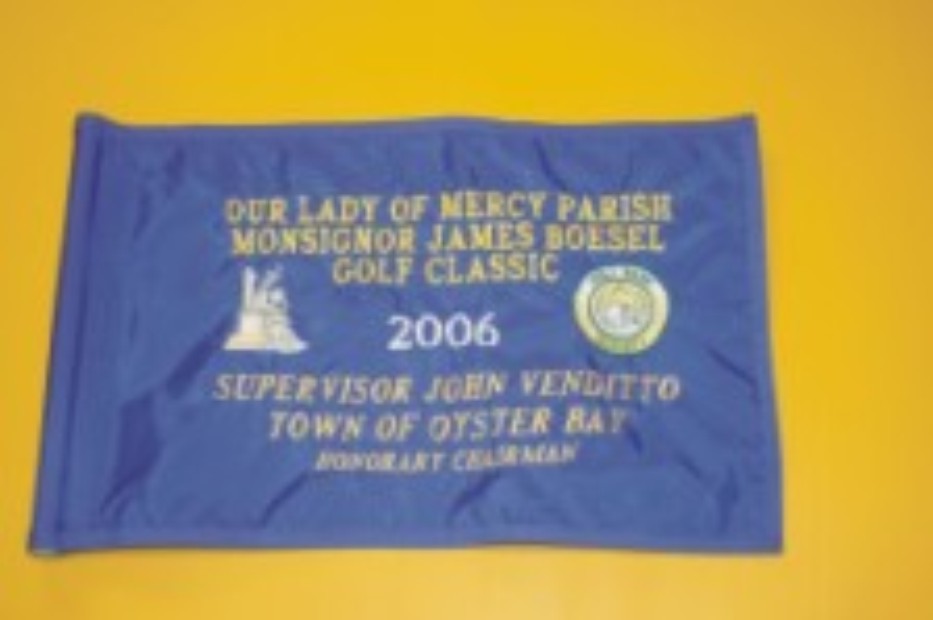 OUR LADY OF MERCY PARISH
MONSIGNOR JAMES BOESEL
GOLF CLASSIC
2006
SUPERVISOR JOHN VENDITTO
TOWN OF OYSTER BAY
HONORARY CHAIRMAN